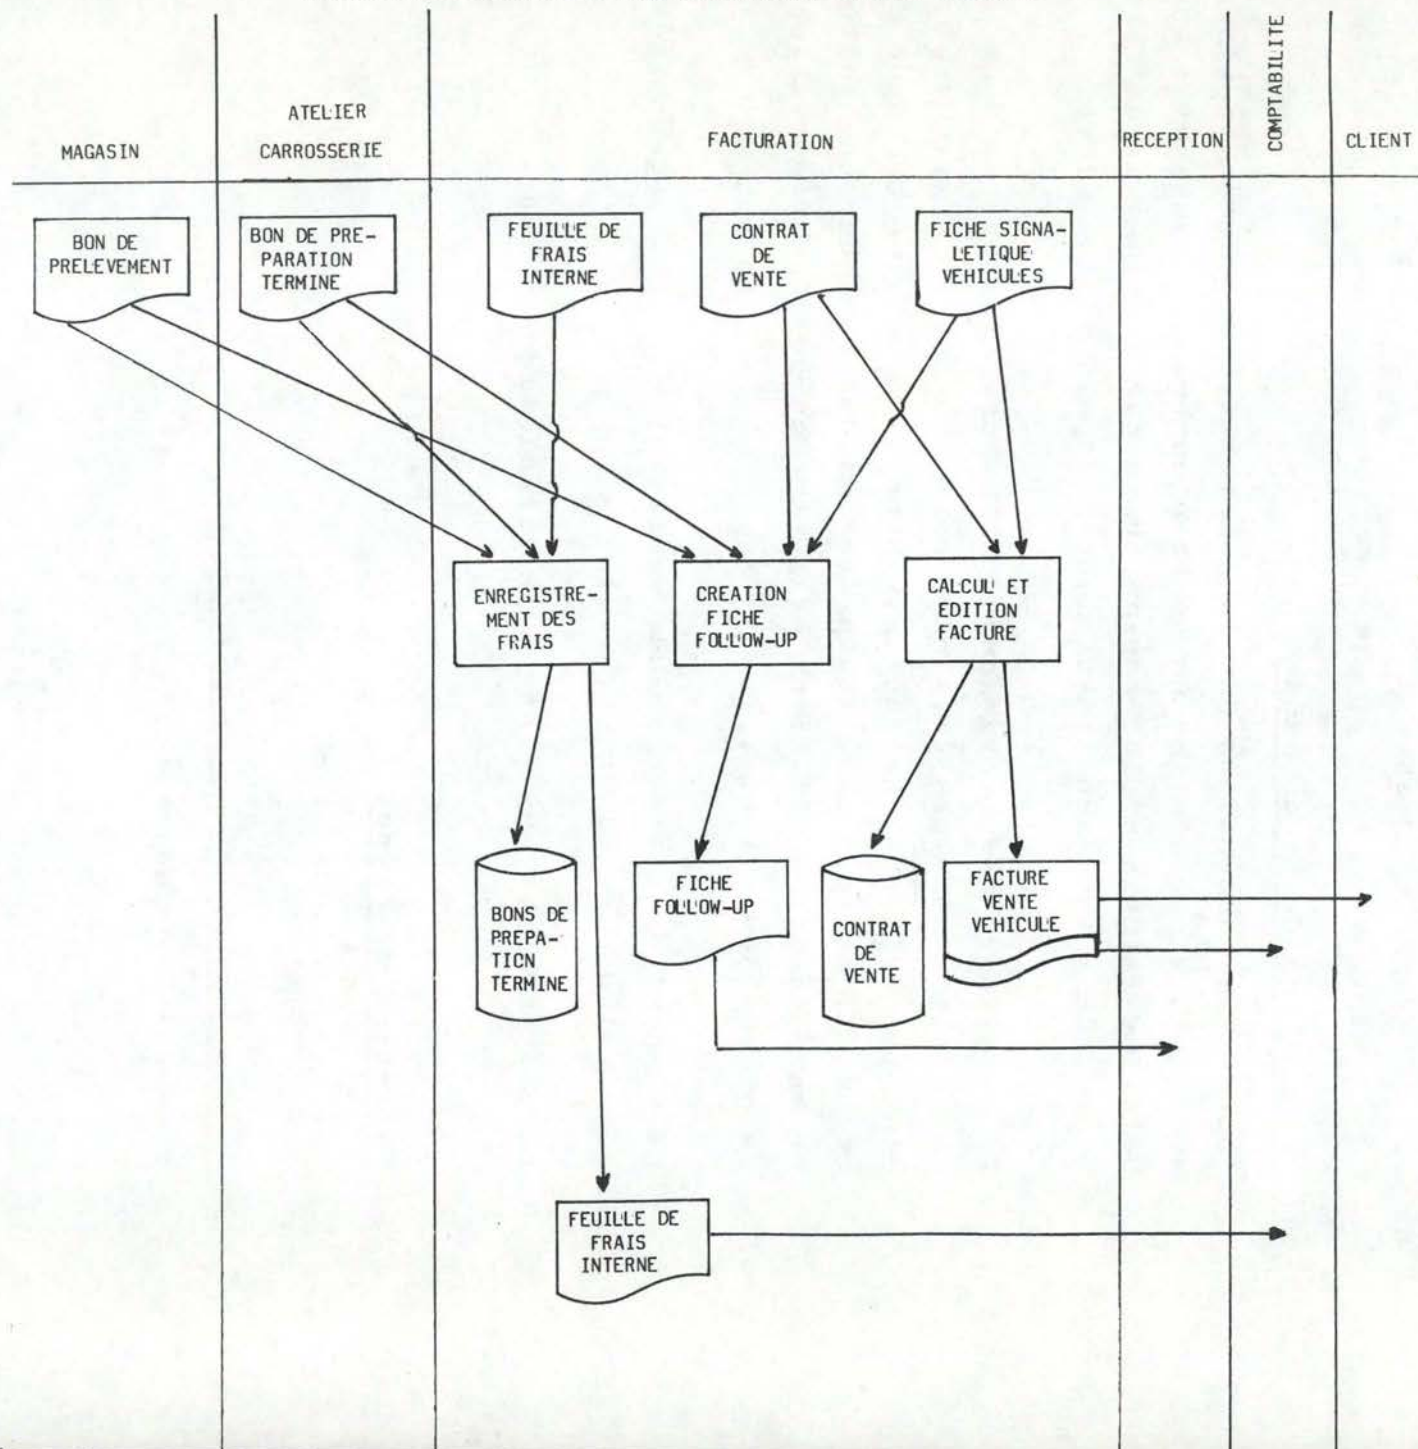 MAGASIN
ATELIER
CARROSSERIE
FACTURATION
RECEPTION
COMPTABILITE
CLIENT
BON DE
PRELEVEMENT
BON DE PRE-
PARATION
TERMINE
FEUILLE DE
FRAIS
INTERNE
CONTRAT
DE
VENTE
FICHE SIGNA-
LETIQUE
VEHICULES
ENREGISTRE-
MENT DES
FRAIS
CREATION
FICHE
FOLLOW-UP
CALCUL ET
EDITION
FACTURE
BONS DE
PREPA-
TION
TERMINE
FICHE
FOLLOW-UP
CONTRAT
DE
VENTE
FACTURE
VENTE
VEHICULE
FEUILLE DE
FRAIS
INTERNE